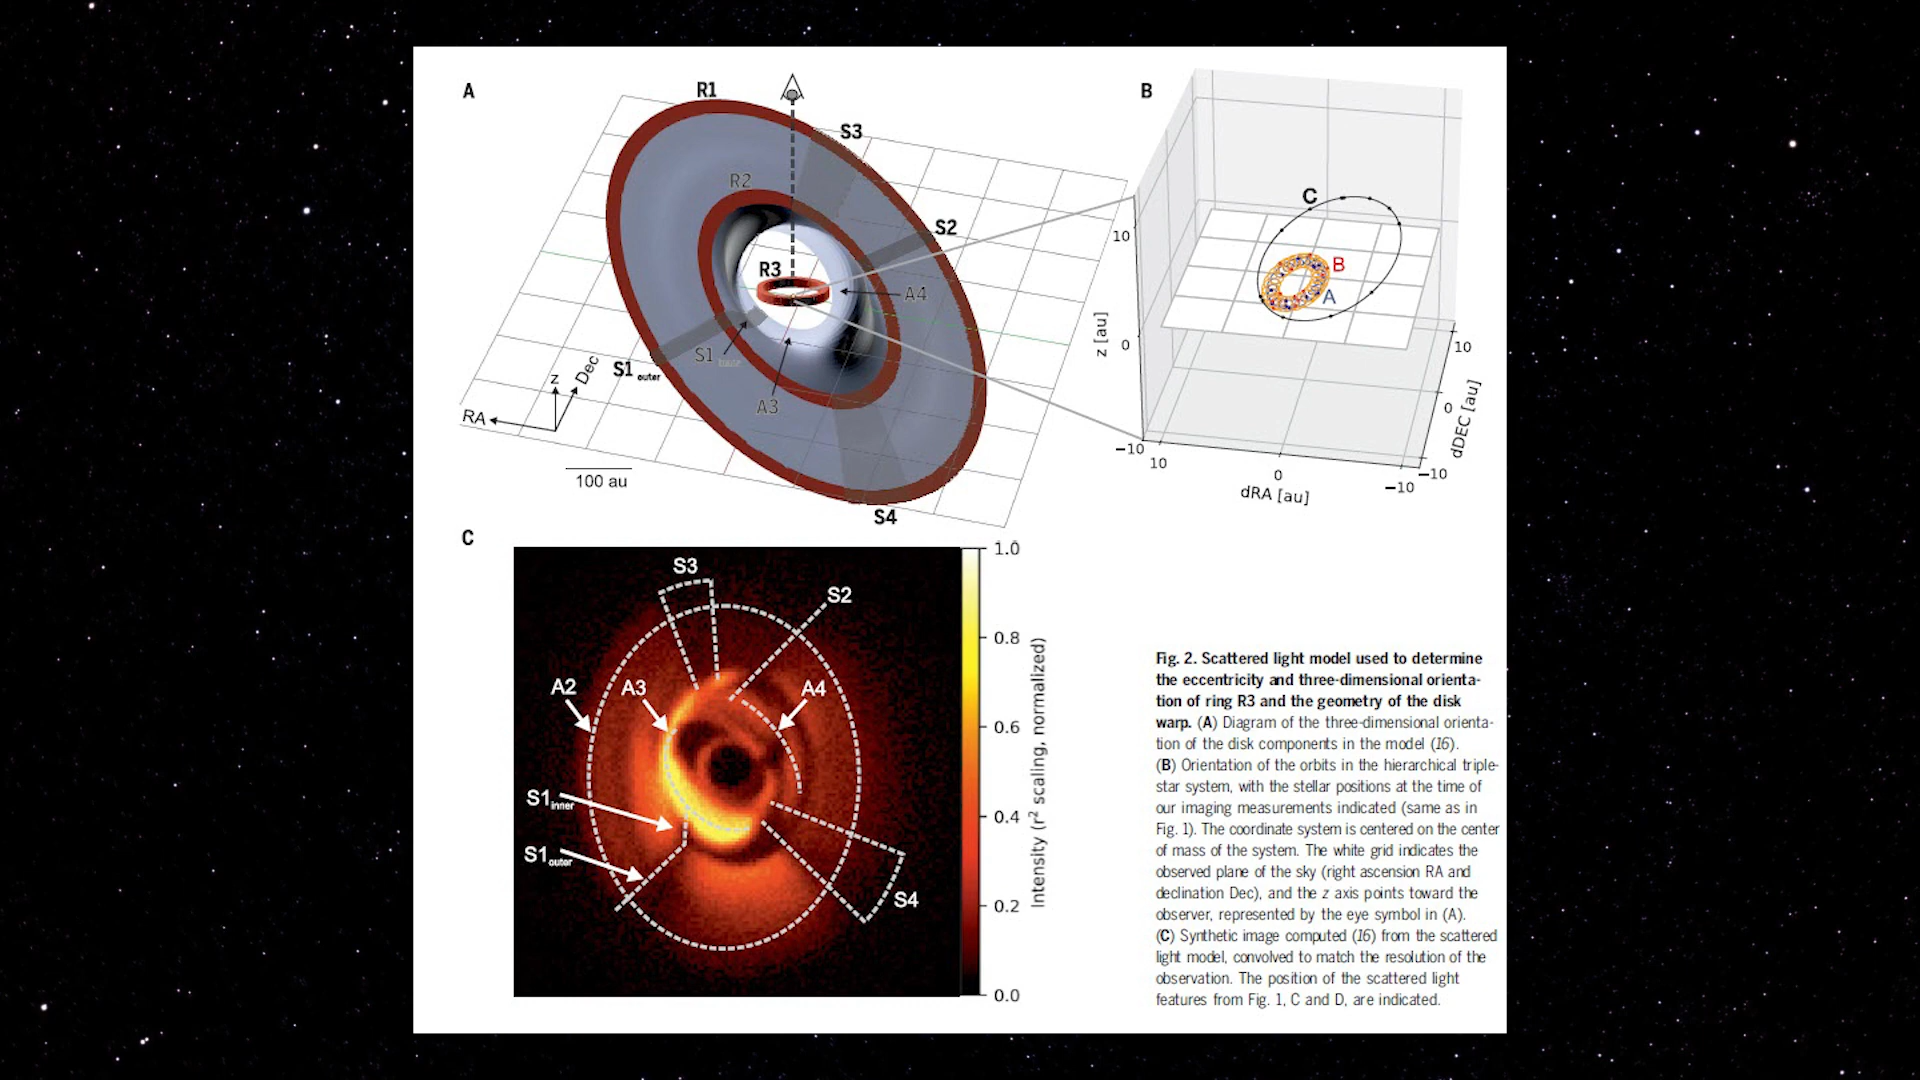 A
R1
S3
R2
S2
R3
A4
S1
S1 outer
A3
z
Dec
RA
100 au
S4
B
C
B
A
10
z [au]
0
-10
10
0
-10
dRA [au]
10
0
-10
dDEC [au]
C
S3
S2
A2
A3
A4
S1inner
S1outer
S4
1.0
0.8
0.6
0.4
0.2
0.0
Intensity (r² scaling, normalized)
Fig. 2. Scattered light model used to determine
the eccentricity and three-dimensional orienta-
tion of ring R3 and the geometry of the disk
warp. (A) Diagram of the three-dimensional orienta-
tion of the disk components in the model (16).
(B) Orientation of the orbits in the hierarchical triple-
star system, with the stellar positions at the time of
our imaging measurements indicated (same as in
Fig. 1). The coordinate system is centered on the center
of mass of the system. The white grid indicates the
observed plane of the sky (right ascension RA and
declination Dec), and the z axis points toward the
observer, represented by the eye symbol in (A).
(C) Synthetic image computed (16) from the scattered
light model, convolved to match the resolution of the
observation. The position of the scattered light
features from Fig. 1, C and D, are indicated.